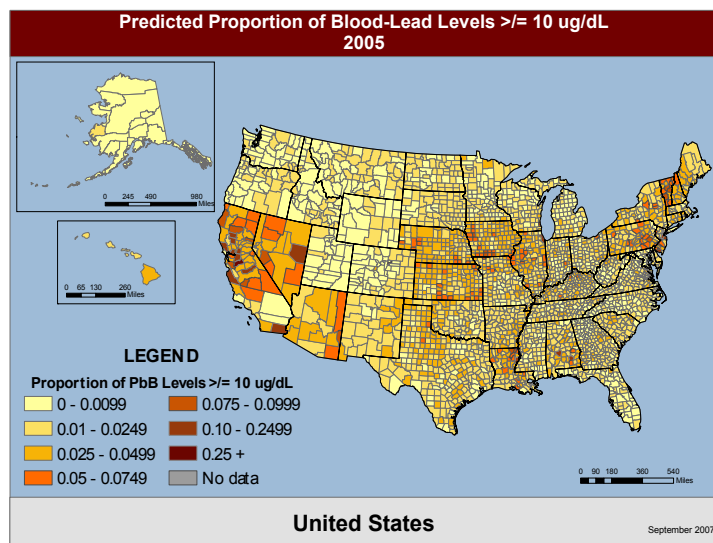 Predicted Proportion of Blood-Lead Levels >/= 10 ug/dL
2005
0 245 490 980
Miles
0 65 130 260
Miles
LEGEND
Proportion of PbB Levels >/= 10 ug/dL
0 - 0.0099
0.01 - 0.0249
0.025 - 0.0499
0.05 - 0.0749
0.075 - 0.0999
0.10 - 0.2499
0.25 +
No data
0 90 180 360 540
Miles
United States
September 2007